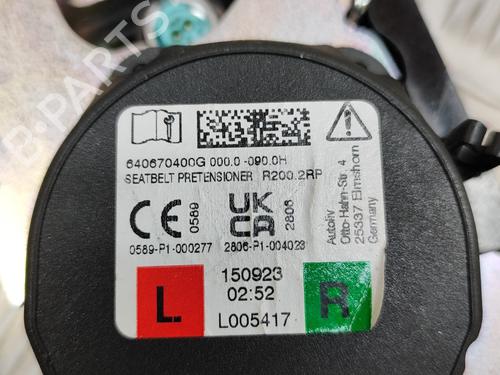 640670400G 000.0 -090.0H
SEATBELT PRETENSIONER R200.2RP
CE 0589
UK CA 2806
0589-P1-000277 2806-P1-004023
Autoliv
Otto-Hahn-Str. 4
25337 Elmshorn
Germany
L
150923
02:52
L005417
R
B-PARTS